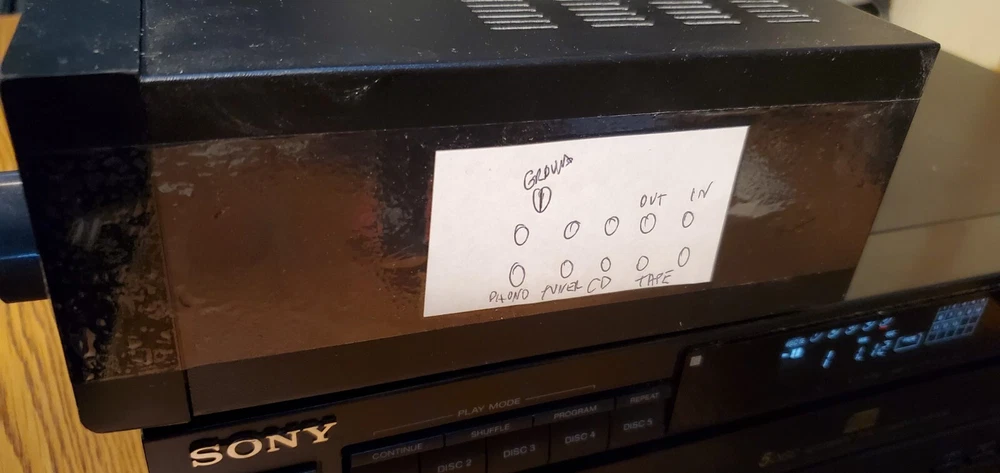 GROUND
OUT IN
PHONO TUNER CD TAPE
SONY
PLAY MODE
CONTINUE SHUFFLE PROGRAM REPEAT
DISC 2 DISC 3 DISC 4 DISC 5